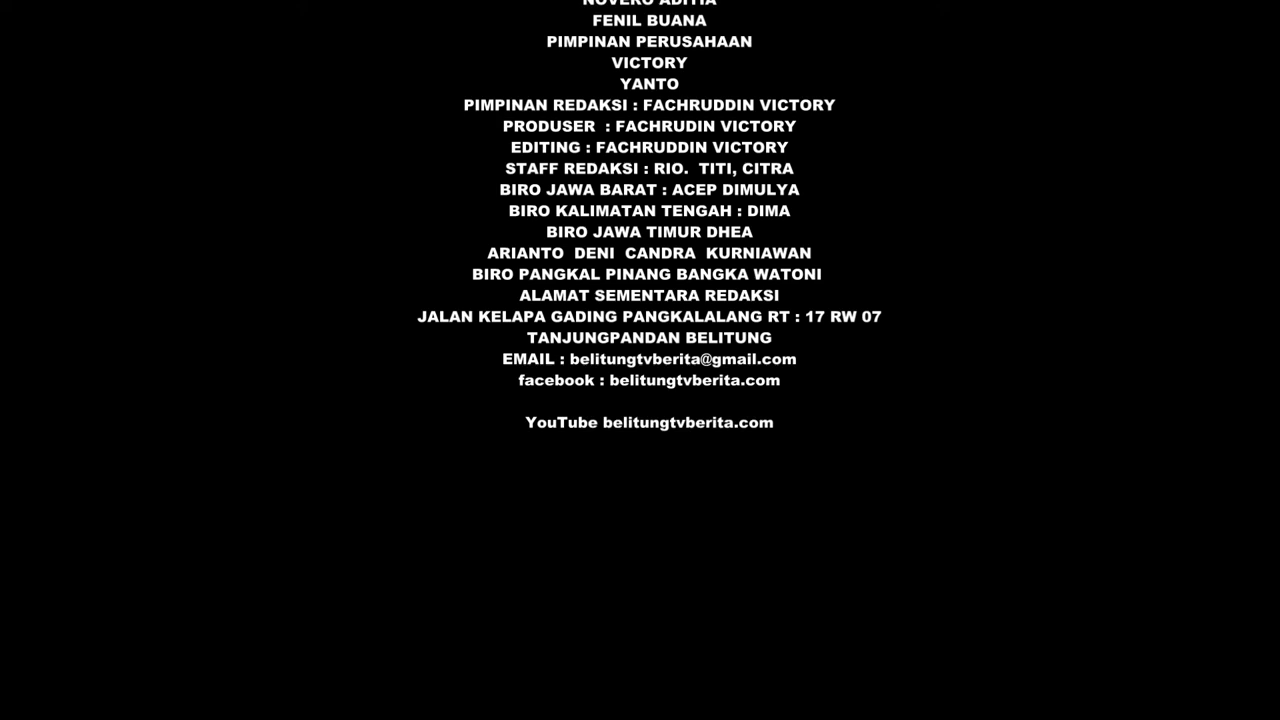 NOVERO ADITIA
FENIL BUANA
PIMPINAN PERUSAHAAN
VICTORY
YANTO
PIMPINAN REDAKSI : FACHRUDDIN VICTORY
PRODUSER : FACHRUDIN VICTORY
EDITING : FACHRUDDIN VICTORY
STAFF REDAKSI : RIO. TITI, CITRA
BIRO JAWA BARAT : ACEP DIMULYA
BIRO KALIMATAN TENGAH : DIMA
BIRO JAWA TIMUR DHEA
ARIANTO DENI CANDRA KURNIAWAN
BIRO PANGKAL PINANG BANGKA WATONI
ALAMAT SEMENTARA REDAKSI
JALAN KELAPA GADING PANGKALALANG RT : 17 RW 07
TANJUNGPANDAN BELITUNG
EMAIL : belitungtvberita@gmail.com
facebook : belitungtvberita.com
YouTube belitungtvberita.com